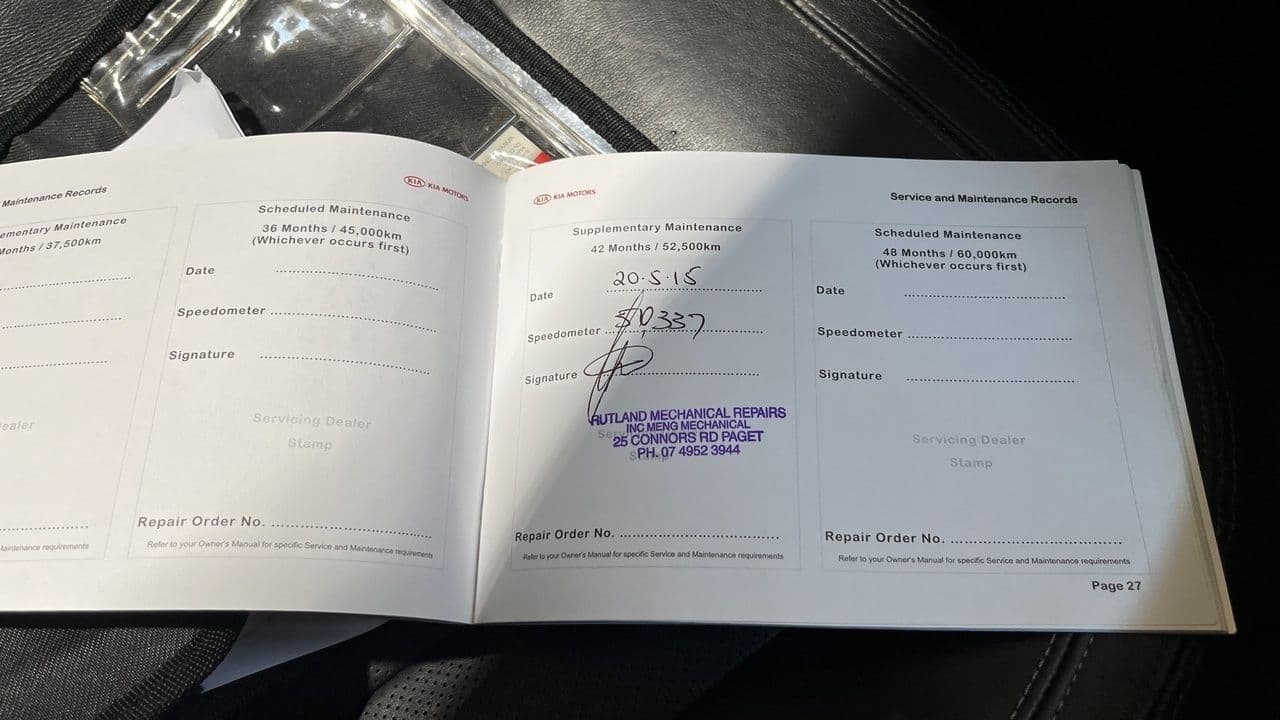 Maintenance Records
ementary Maintenance
Months / 37,500km
ealer
Maintenance requirements
KIA KIA MOTORS
Scheduled Maintenance
36 Months / 45,000km
(Whichever occurs first)
Date
Speedometer
Signature
Servicing Dealer
Stamp
Repair Order No.
Refer to your Owner's Manual for specific Service and Maintenance requirements
KIA KIA MOTORS
Service and Maintenance Records
Supplementary Maintenance
42 Months / 52,500km
Date 20.5.15
Speedometer 50,337
Signature
RUTLAND MECHANICAL REPAIRS
INC MENG MECHANICAL
25 CONNORS RD PAGET
PH. 07 4952 3944
Repair Order No.
Refer to your Owner's Manual for specific Service and Maintenance requirements
Scheduled Maintenance
48 Months / 60,000km
(Whichever occurs first)
Date
Speedometer
Signature
Servicing Dealer
Stamp
Repair Order No.
Refer to your Owner's Manual for specific Service and Maintenance requirements
Page 27